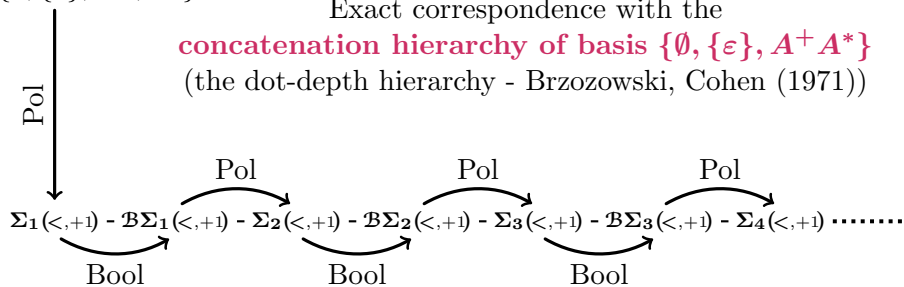 Exact correspondence with the
concatenation hierarchy of basis {∅, {ε}, A⁺A*}
(the dot-depth hierarchy - Brzozowski, Cohen (1971))
Pol
Pol Pol Pol
Σ₁(<,+1) - ℬΣ₁(<,+1) - Σ₂(<,+1) - ℬΣ₂(<,+1) - Σ₃(<,+1) - ℬΣ₃(<,+1) - Σ₄(<,+1)
Bool Bool Bool